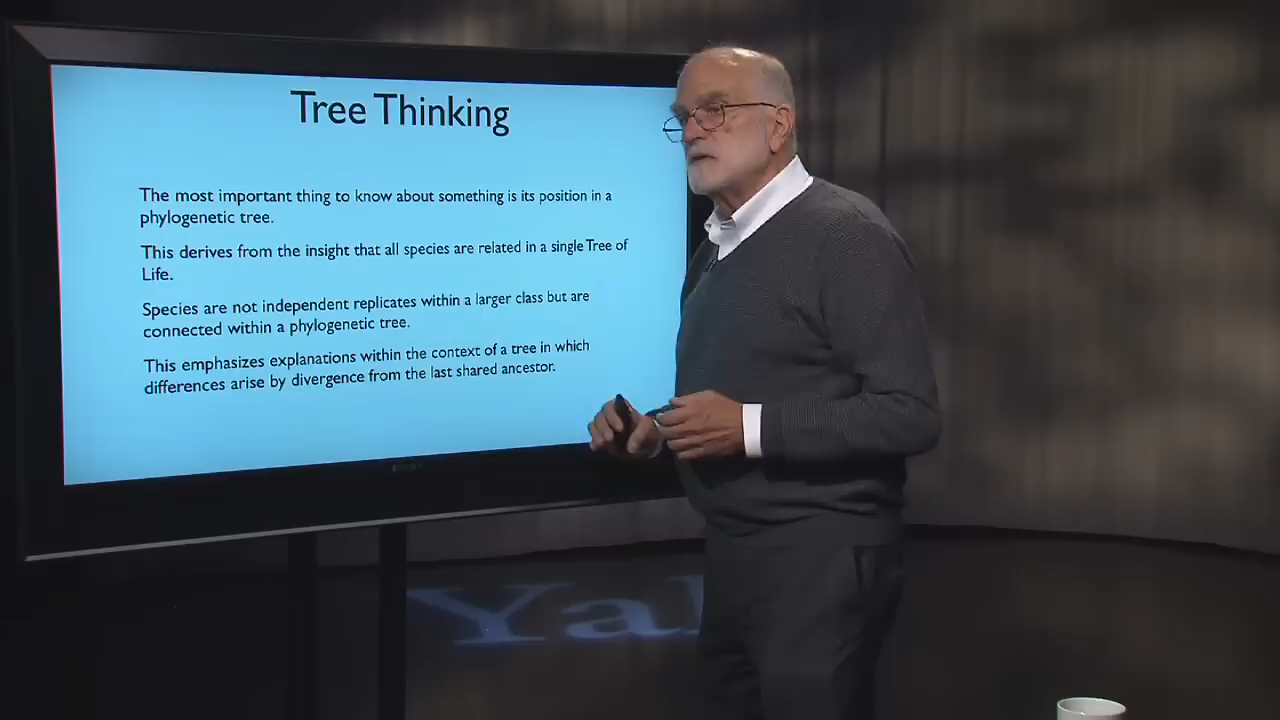 Tree Thinking
The most important thing to know about something is its position in a
phylogenetic tree.
This derives from the insight that all species are related in a single Tree of
Life.
Species are not independent replicates within a larger class but are
connected within a phylogenetic tree.
This emphasizes explanations within the context of a tree in which
differences arise by divergence from the last shared ancestor.
Yal